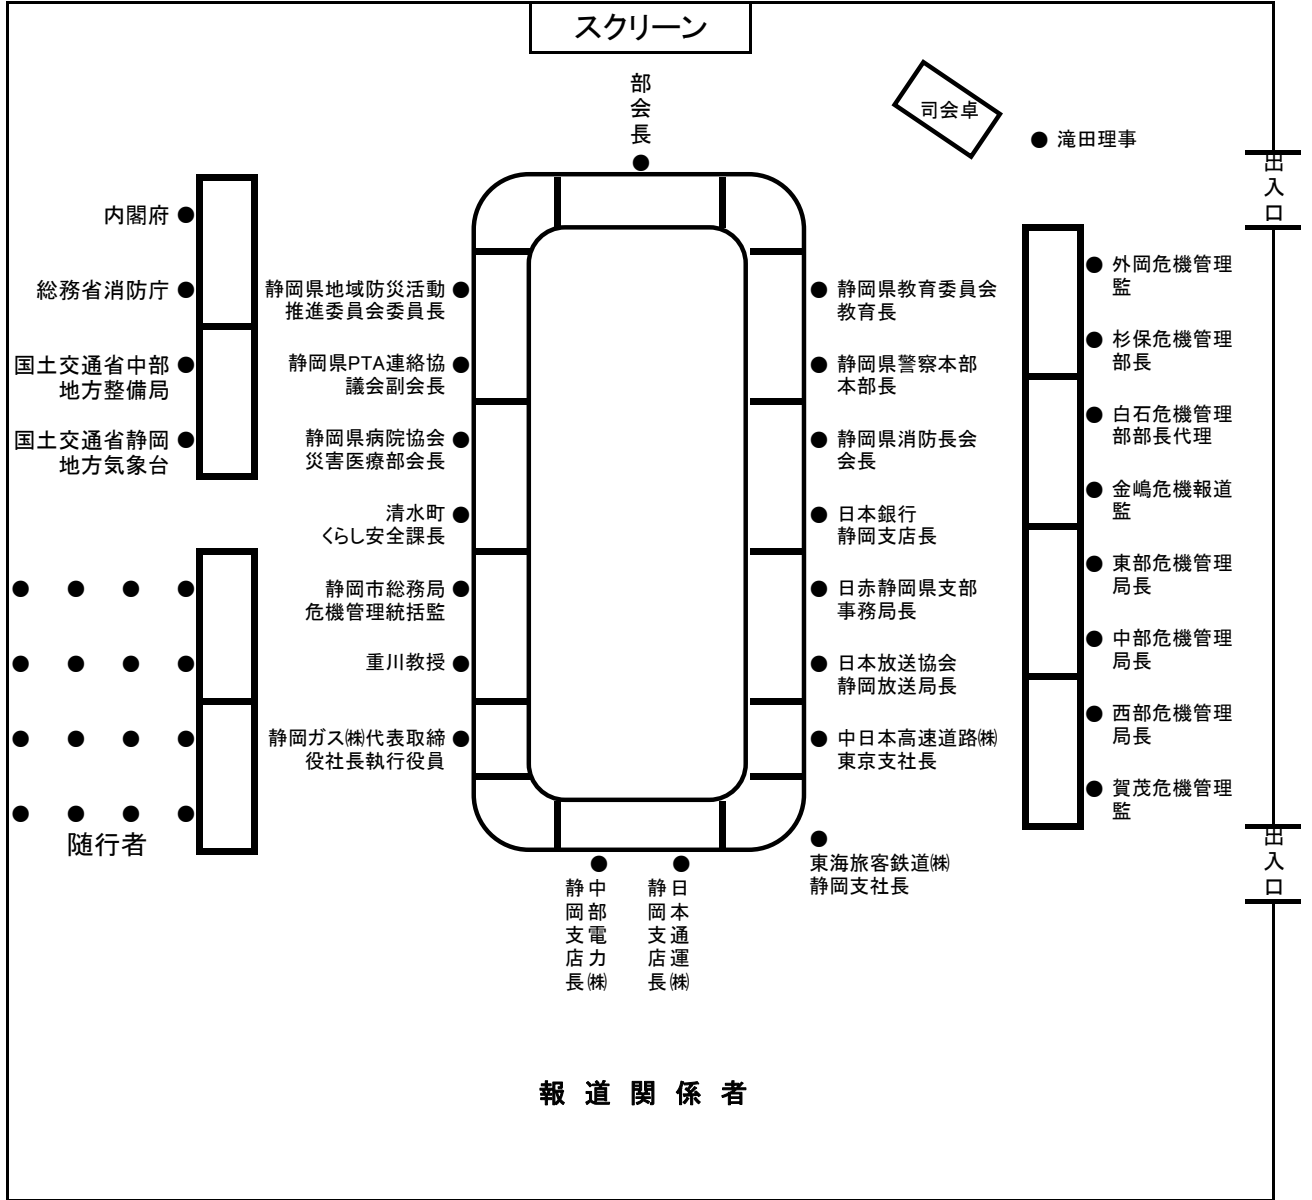 スクリーン
部会長
司会卓
滝田理事
出入口
内閣府
総務省消防庁
国土交通省中部
地方整備局
国土交通省静岡
地方気象台
随行者
静岡県地域防災活動
推進委員会委員長
静岡県PTA連絡協
議会副会長
静岡県病院協会
災害医療部会長
清水町
くらし安全課長
静岡市総務局
危機管理統括監
重川教授
静岡ガス㈱代表取締
役社長執行役員
静岡県教育委員会
教育長
静岡県警察本部
本部長
静岡県消防長会
会長
日本銀行
静岡支店長
日赤静岡県支部
事務局長
日本放送協会
静岡放送局長
中日本高速道路㈱
東京支社長
東海旅客鉄道㈱
静岡支社長
中部電力㈱
静岡支店長
日本通運㈱
静岡支店長
外岡危機管理
監
杉保危機管理
部長
白石危機管理
部部長代理
金嶋危機報道
監
東部危機管理
局長
中部危機管理
局長
西部危機管理
局長
賀茂危機管理
監
出入口
報道関係者